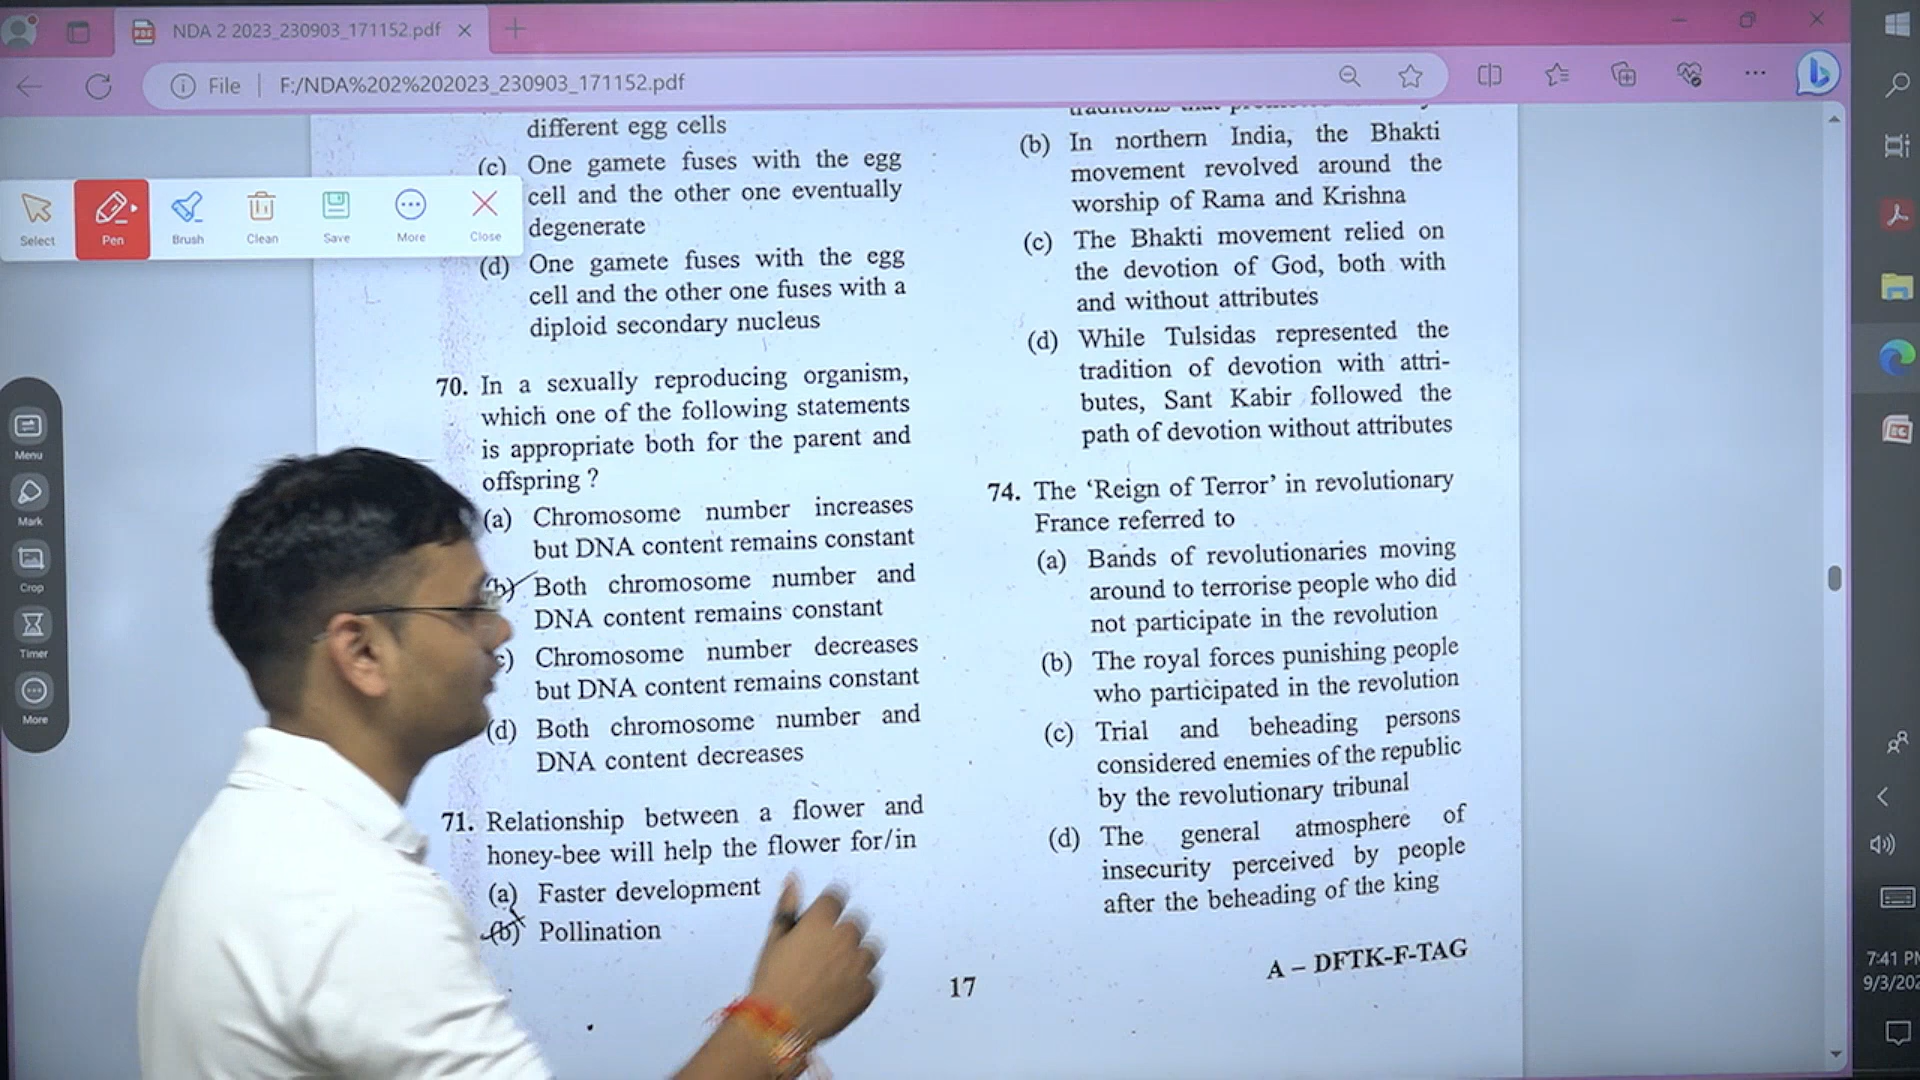 NDA 2 2023_230903_171152.pdf
File
F:/NDA%202%202023_230903_171152.pdf
Select
Pen
Brush
Clean
Save
More
Close
Menu
Mark
Crop
Timer
More
different egg cells
(c) One gamete fuses with the egg
cell and the other one eventually
degenerate
(d) One gamete fuses with the egg
cell and the other one fuses with a
diploid secondary nucleus
70. In a sexually reproducing organism,
which one of the following statements
is appropriate both for the parent and
offspring ?
(a) Chromosome number increases
but DNA content remains constant
(b) Both chromosome number and
DNA content remains constant
(c) Chromosome number decreases
but DNA content remains constant
(d) Both chromosome number and
DNA content decreases
71. Relationship between a flower and
honey-bee will help the flower for/in
(a) Faster development
(b) Pollination
(b) In northern India, the Bhakti
movement revolved around the
worship of Rama and Krishna
(c) The Bhakti movement relied on
the devotion of God, both with
and without attributes
(d) While Tulsidas represented the
tradition of devotion with attri-
butes, Sant Kabir followed the
path of devotion without attributes
74. The ‘Reign of Terror’ in revolutionary
France referred to
(a) Bands of revolutionaries moving
around to terrorise people who did
not participate in the revolution
(b) The royal forces punishing people
who participated in the revolution
(c) Trial and beheading persons
considered enemies of the republic
by the revolutionary tribunal
(d) The general atmosphere of
insecurity perceived by people
after the beheading of the king
17
A – DFTK-F-TAG
7:41 PM
9/3/202